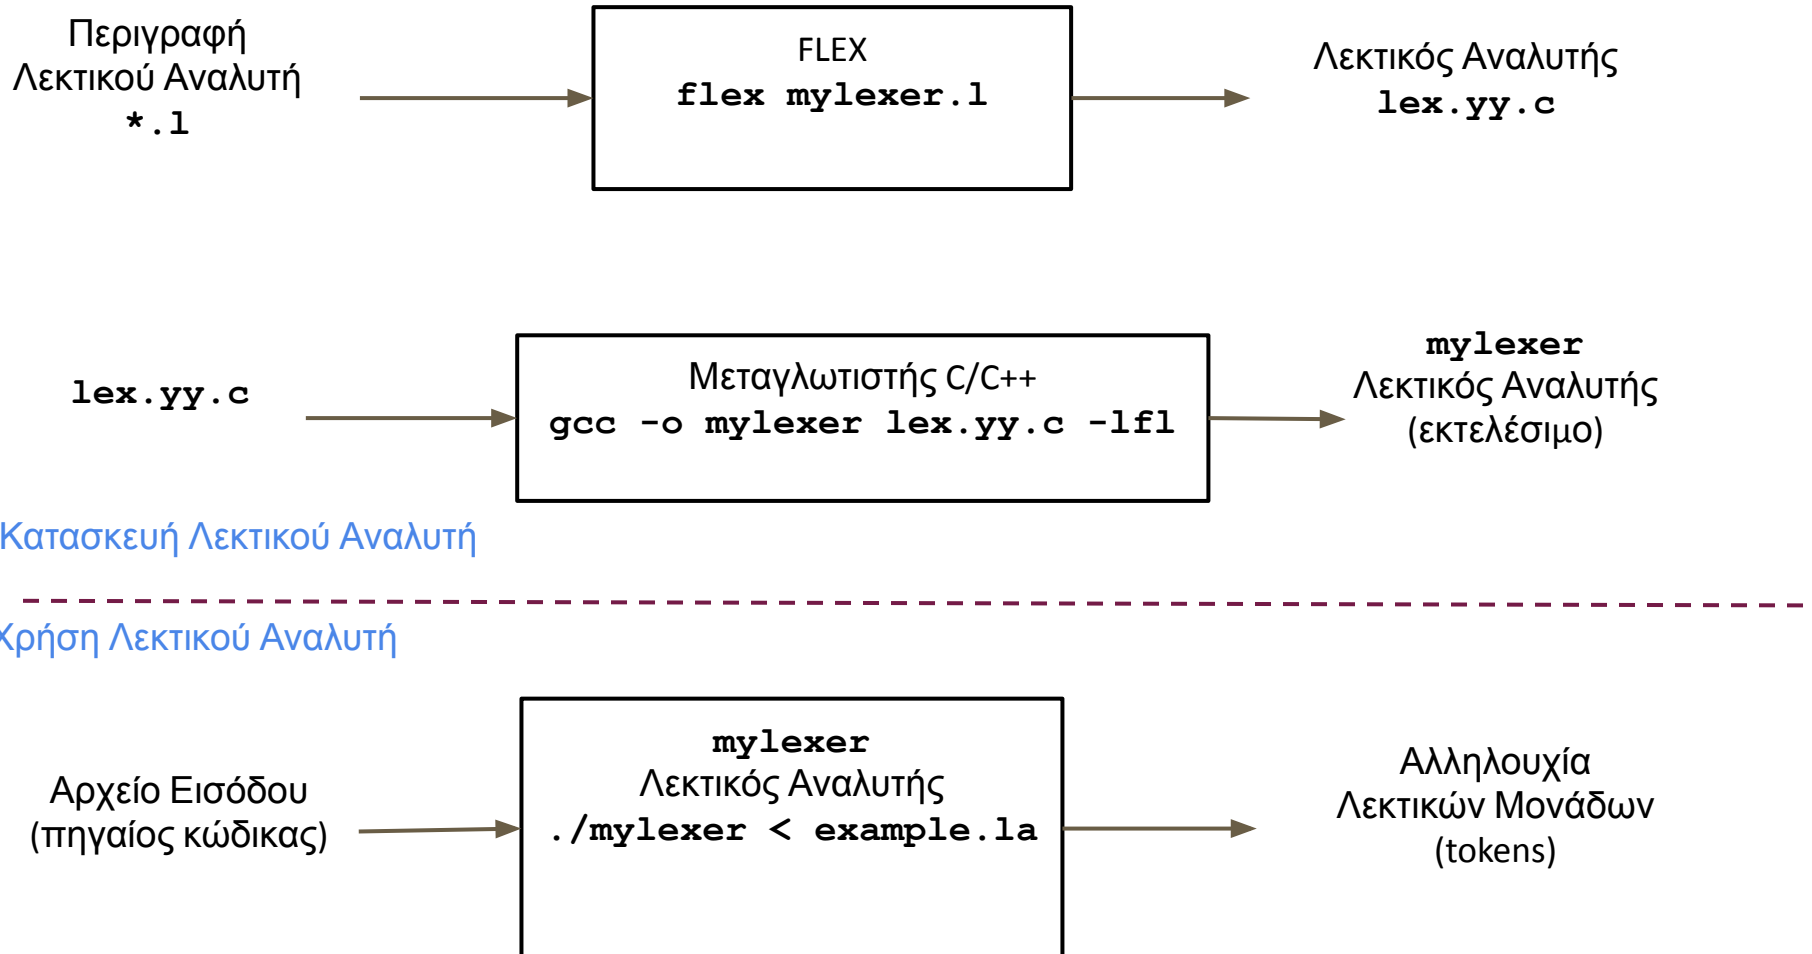 Περιγραφή
Λεκτικού Αναλυτή
*.l
FLEX
flex mylexer.l
Λεκτικός Αναλυτής
lex.yy.c
lex.yy.c
Μεταγλωτιστής C/C++
gcc -o mylexer lex.yy.c -lfl
mylexer
Λεκτικός Αναλυτής
(εκτελέσιμο)
Κατασκευή Λεκτικού Αναλυτή
Χρήση Λεκτικού Αναλυτή
Αρχείο Εισόδου
(πηγαίος κώδικας)
mylexer
Λεκτικός Αναλυτής
./mylexer < example.la
Αλληλουχία
Λεκτικών Μονάδων
(tokens)